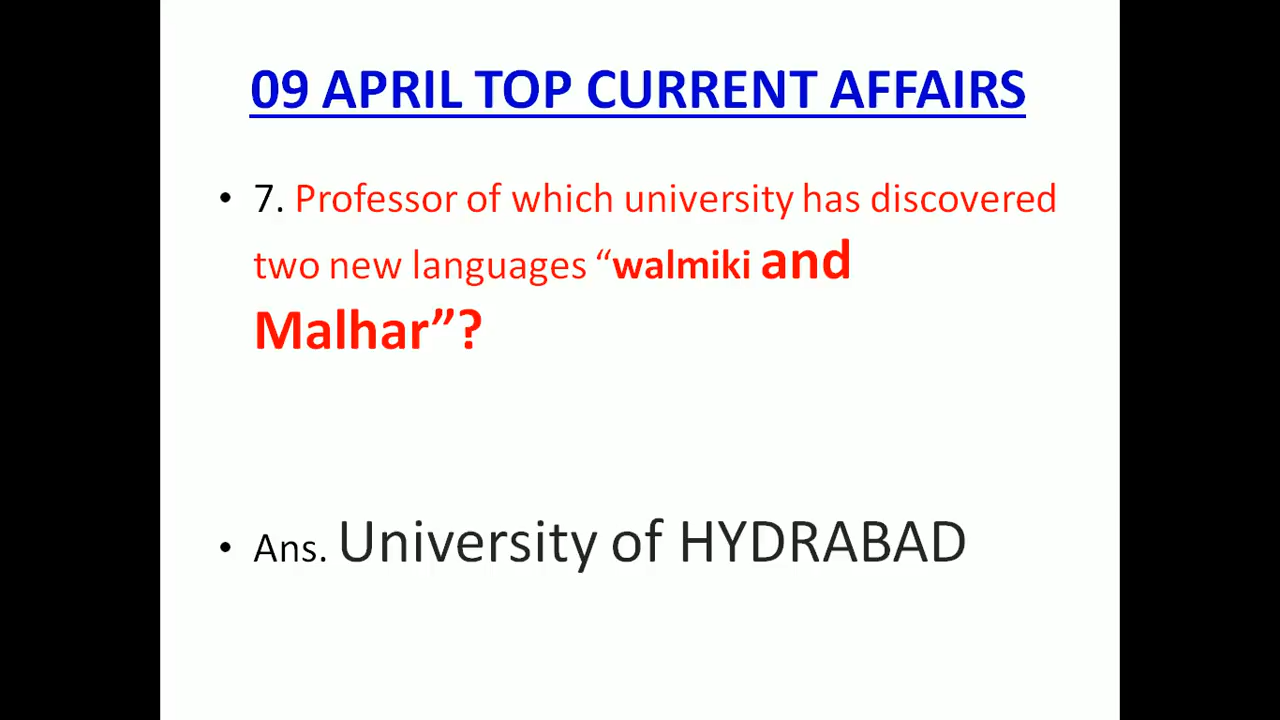 09 APRIL TOP CURRENT AFFAIRS
• 7. Professor of which university has discovered
two new languages “walmiki and
Malhar”?
• Ans. University of HYDRABAD